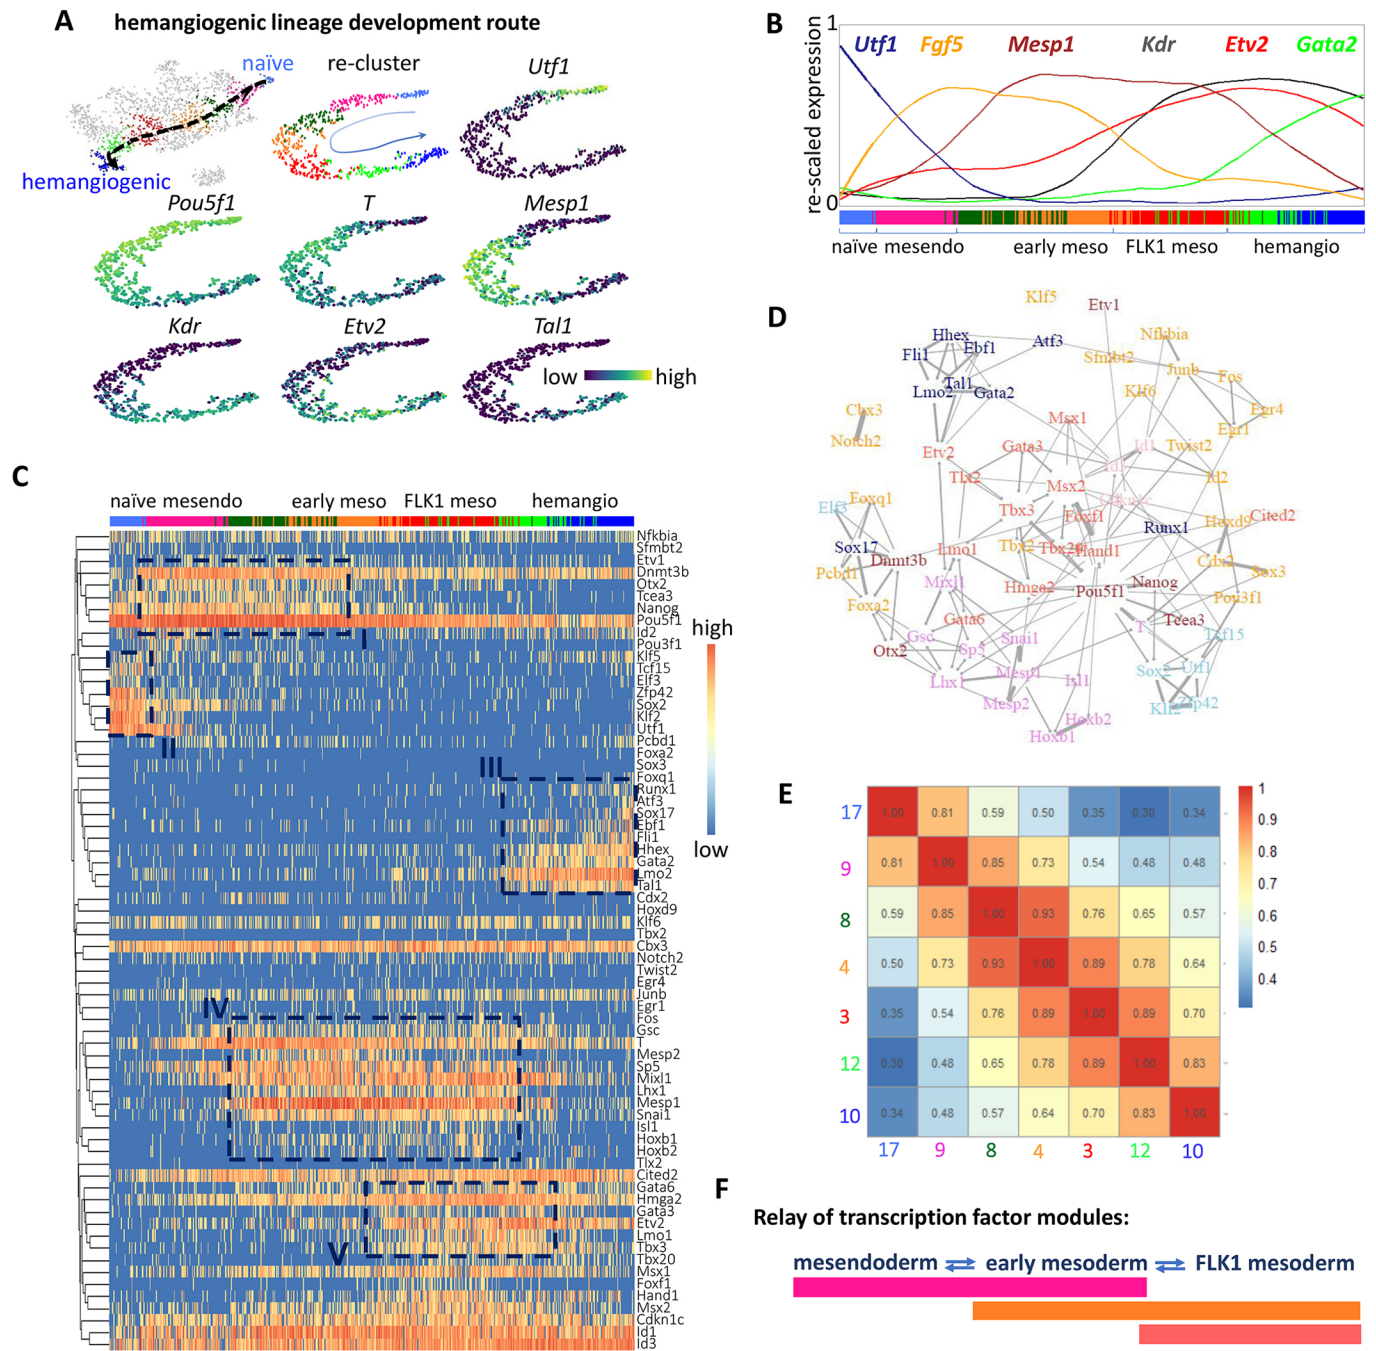 A
hemangiogenic lineage development route
naïve
hemangiogenic
re-cluster
Utf1
Pou5f1
T
Mesp1
Kdr
Etv2
Tal1
low
high
B
re-scaled expression
1
0
Utf1 Fgf5 Mesp1 Kdr Etv2 Gata2
naïve mesendo early meso FLK1 meso hemangio
C
naïve mesendo early meso FLK1 meso hemangio
Nfkbia
Sfmbt2
Etv1
Dnmt3b
Otx2
Tcea3
Nanog
Pou5f1
Id2
Pou3f1
Klf5
Tcf15
Elf3
Zfp42
Sox2
Klf2
Utf1
Pcbd1
Foxa2
Sox3
Foxq1
Runx1
Atf3
Sox17
Ebf1
Fli1
Hhex
Gata2
Lmo2
Tal1
Cdx2
Hoxd9
Klf6
Tbx2
Cbx3
Notch2
Twist2
Egr4
Junb
Egr1
Fos
Gsc
T
Mesp2
Sp5
Mixl1
Lhx1
Mesp1
Snai1
Isl1
Hoxb1
Hoxb2
Tlx2
Cited2
Gata6
Hmga2
Gata3
Etv2
Lmo1
Tbx3
Tbx20
Msx1
Foxf1
Hand1
Msx2
Cdkn1c
Id1
Id3
I
II
III
IV
V
high
low
D
Klf5
Etv1
Hhex
Ebf1
Atf3
Nfkbia
Fli1
Sfmbt2
Junb
Fos
Tal1
Lmo2
Gata2
Klf6
Cbx3
Notch2
Msx1
Egr4
Egr1
Etv2
Gata3
Id1
Twist2
Tlx2
Msx2
Id2
Elf3
Foxq1
Tbx3
Foxf1
Cdkn1c
Runx1
Hoxd9
Cited2
Sox17
Dnmt3b
Lmo1
Tbx2
Tbx20
Hand1
Cdx2
Sox3
Pcbd1
Mixl1
Hmga2
Pou5f1
Nanog
Pou3f1
Foxa2
Gata6
Tcea3
Gsc
Snai1
T
Tcf15
Otx2
Sp5
Lhx1
Mesp1
Isl1
Sox2
Utf1
Mesp2
Klf2
Zfp42
Hoxb2
Hoxb1
E
17 1.00 0.81 0.59 0.50 0.35 0.30 0.34
9 0.81 1.00 0.85 0.73 0.54 0.48 0.48
8 0.59 0.85 1.00 0.93 0.76 0.65 0.57
4 0.50 0.73 0.93 1.00 0.89 0.78 0.64
3 0.35 0.54 0.76 0.89 1.00 0.89 0.70
12 0.30 0.48 0.65 0.78 0.89 1.00 0.83
10 0.34 0.48 0.57 0.64 0.70 0.83 1.00
17 9 8 4 3 12 10
1
0.9
0.8
0.7
0.6
0.5
0.4
F
Relay of transcription factor modules:
mesendoderm ⇌ early mesoderm ⇌ FLK1 mesoderm